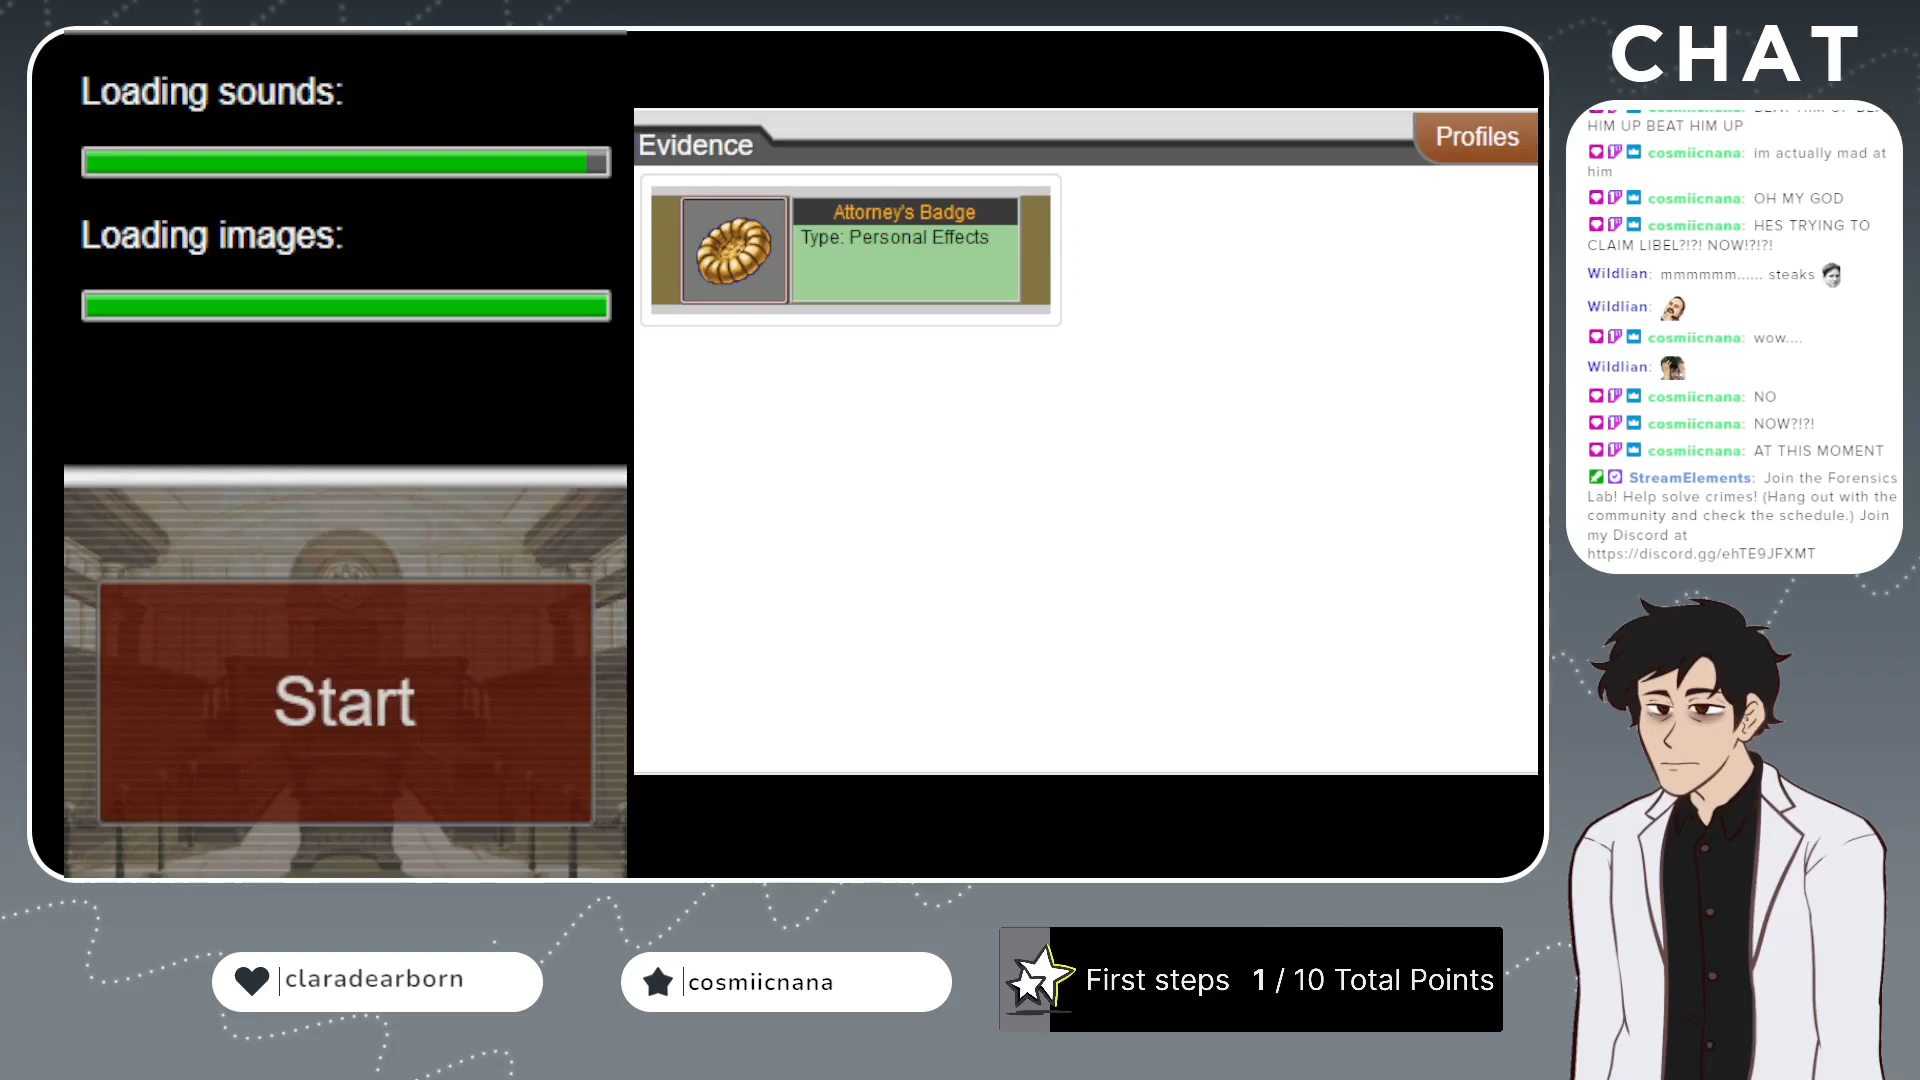 CHAT
Loading sounds:
Loading images:
Start
Evidence
Profiles
Attorney's Badge
Type: Personal Effects
HIM UP BEAT HIM UP
cosmiicnana: im actually mad at
him
cosmiicnana: OH MY GOD
cosmiicnana: HES TRYING TO
CLAIM LIBEL?!?! NOW!?!?!
Wildlian: mmmmmm...... steaks
Wildlian:
cosmiicnana: wow....
Wildlian:
cosmiicnana: NO
cosmiicnana: NOW?!?!
cosmiicnana: AT THIS MOMENT
StreamElements: Join the Forensics
Lab! Help solve crimes! (Hang out with the
community and check the schedule.) Join
my Discord at
https://discord.gg/ehTE9JFXMT
claradearborn
cosmiicnana
First steps 1 / 10 Total Points